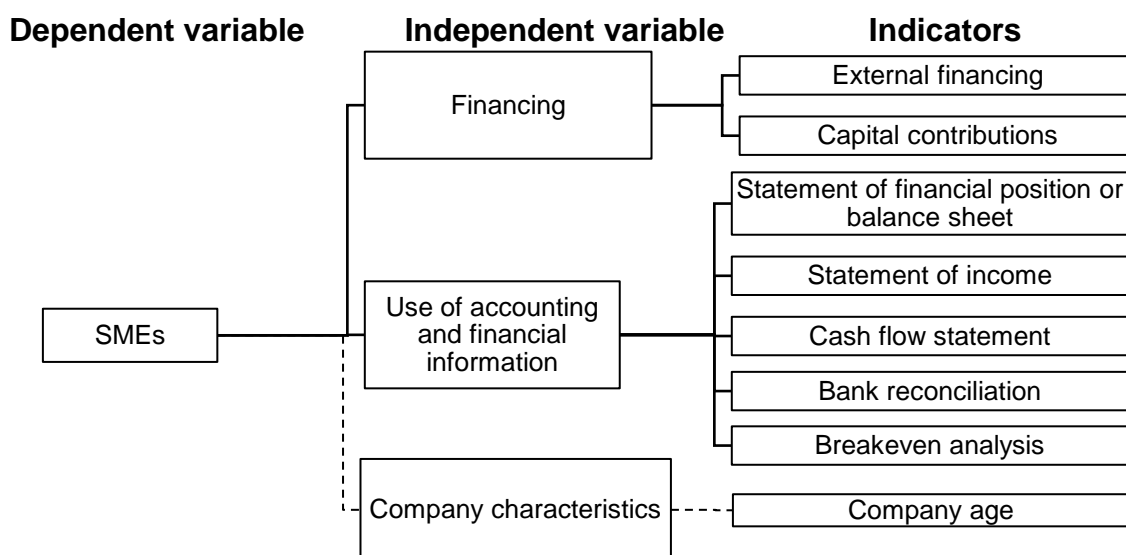 Dependent variable
Independent variable
Indicators
External financing
Financing
Capital contributions
Statement of financial position or
balance sheet
Statement of income
Use of accounting
and financial
information
SMEs
Cash flow statement
Bank reconciliation
Breakeven analysis
Company characteristics
Company age